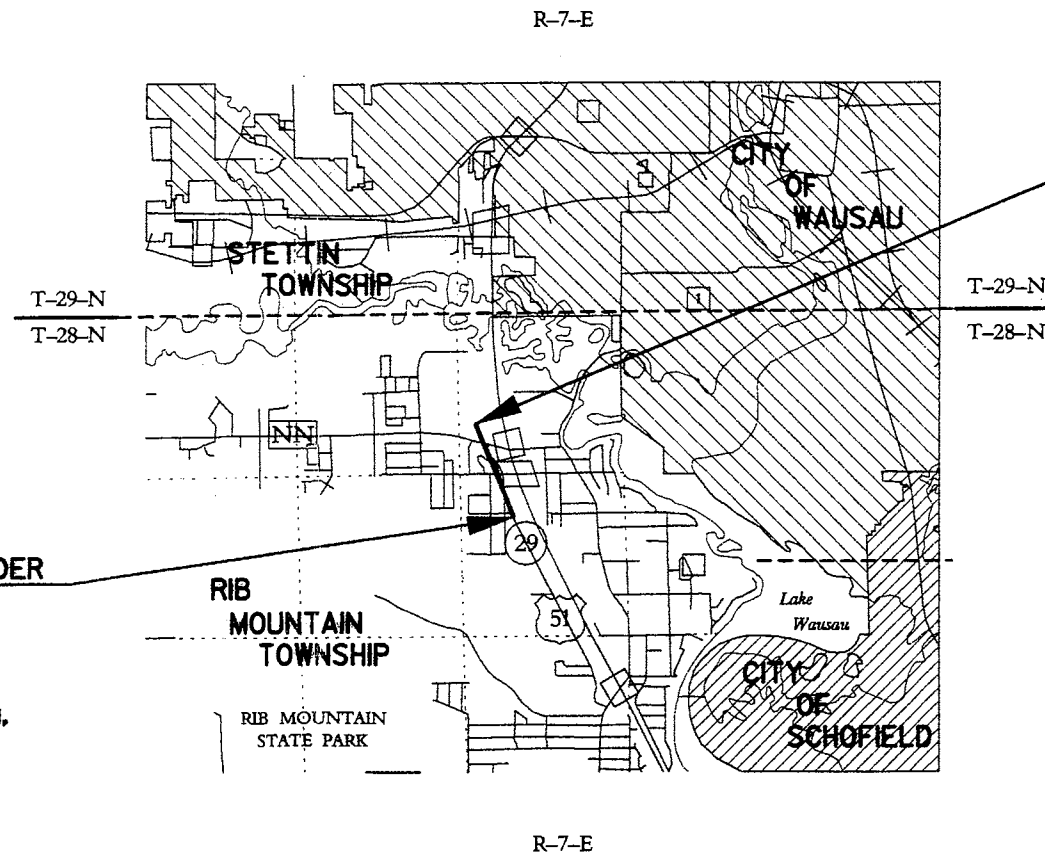 R-7-E
CITY
OF
WAUSAU
STETTIN
TOWNSHIP
T-29-N
T-28-N
1
T-29-N
T-28-N
NN
29
DER
RIB
MOUNTAIN
TOWNSHIP
51
Lake
Wausau
CITY
OF
SCHOFIELD
RIB MOUNTAIN
STATE PARK
R-7-E